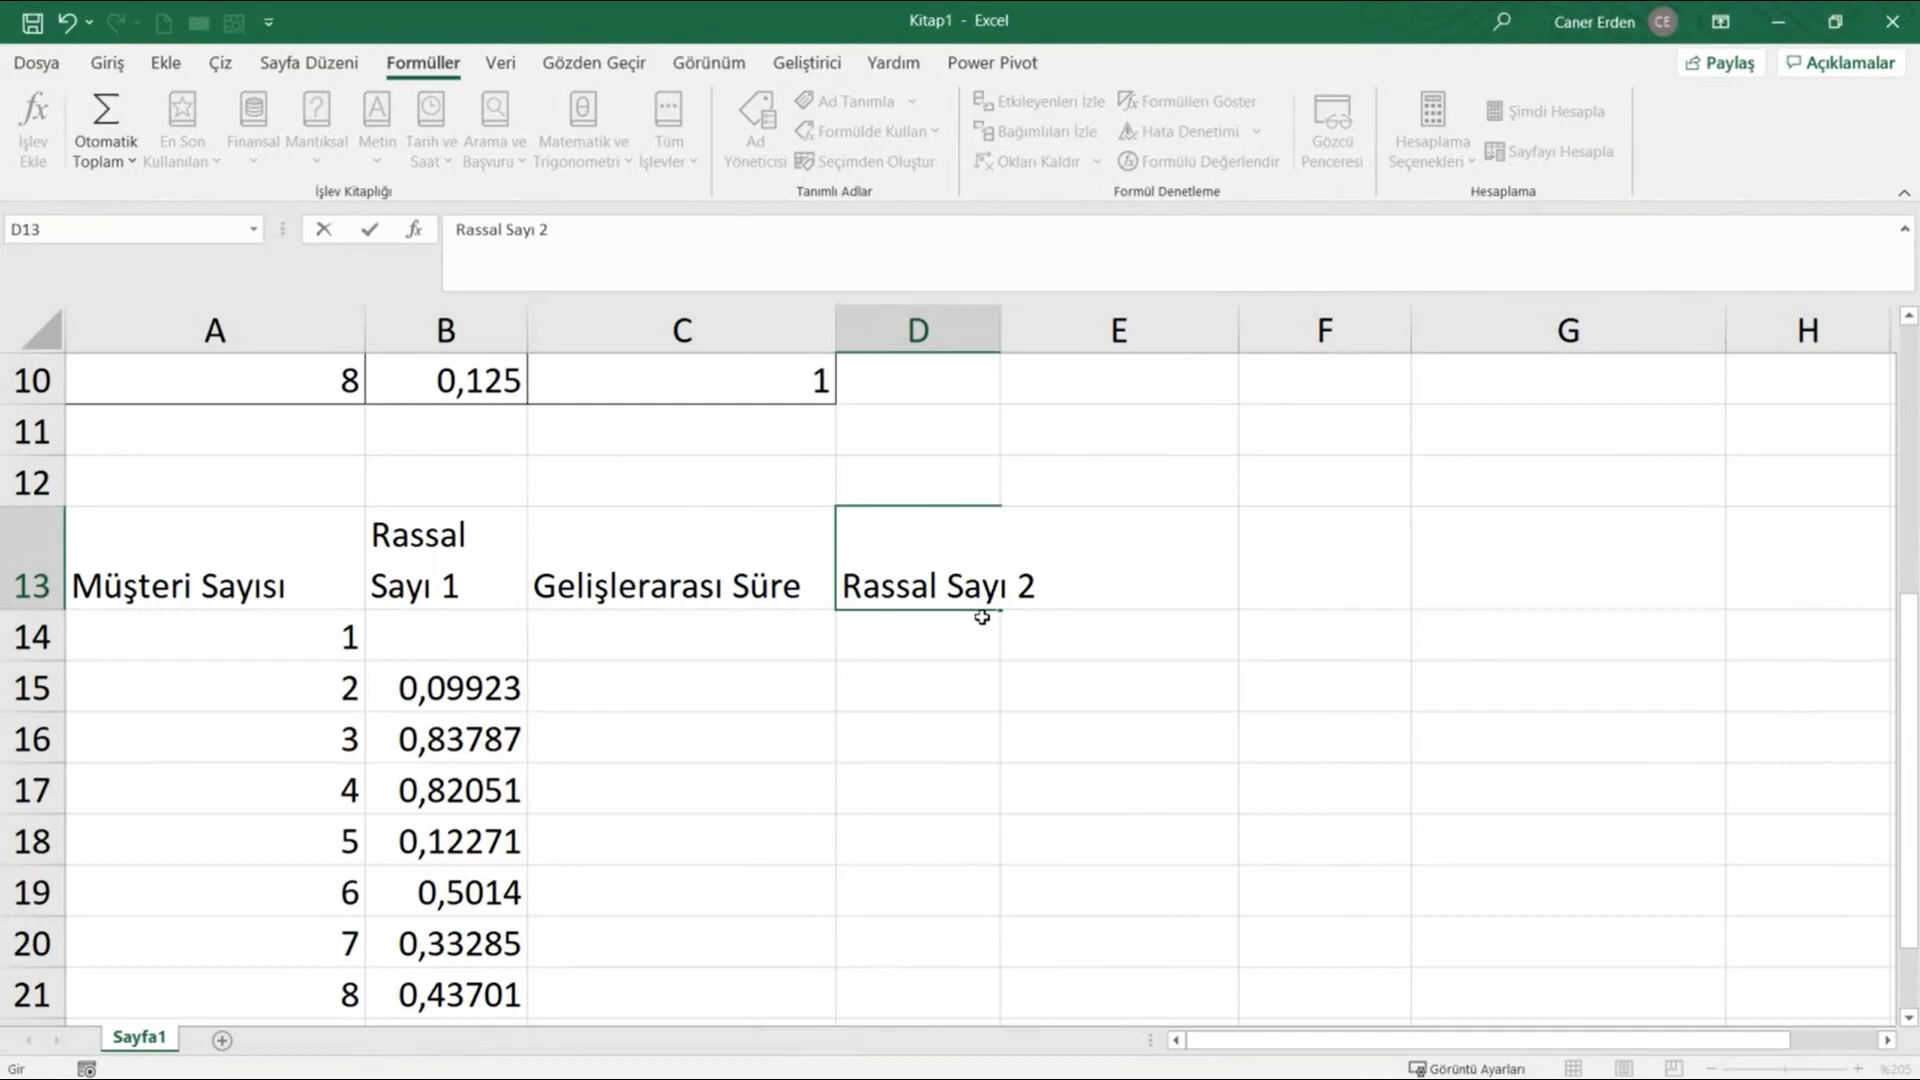 Kitap1 - Excel
Caner Erden
CE
Dosya
Giriş
Ekle
Çiz
Sayfa Düzeni
Formüller
Veri
Gözden Geçir
Görünüm
Geliştirici
Yardım
Power Pivot
Paylaş
Açıklamalar
İşlev
Ekle
Otomatik
Toplam
En Son
Kullanılan
Finansal
Mantıksal
Metin
Tarih ve
Saat
Arama ve
Başvuru
Matematik ve
Trigonometri
Tüm
İşlevler
İşlev Kitaplığı
Ad
Yöneticisi
Ad Tanımla
Formülde Kullan
Seçimden Oluştur
Tanımlı Adlar
Etkileyenleri İzle
Bağımlıları İzle
Okları Kaldır
Formülleri Göster
Hata Denetimi
Formülü Değerlendir
Gözcü
Penceresi
Formül Denetleme
Hesaplama
Seçenekleri
Şimdi Hesapla
Sayfayı Hesapla
Hesaplama
D13
fx
Rassal Sayı 2
A B C D E F G H
10 8 0,125 1
11
12
13 Müşteri Sayısı Rassal Sayı 1 Gelişlerarası Süre Rassal Sayı 2
14 1
15 2 0,09923
16 3 0,83787
17 4 0,82051
18 5 0,12271
19 6 0,5014
20 7 0,33285
21 8 0,43701
Sayfa1
Gir
Görüntü Ayarları
%205